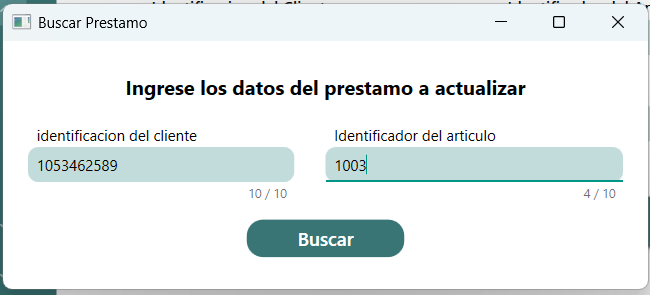 Buscar Prestamo
Ingrese los datos del prestamo a actualizar
identificacion del cliente
Identificador del articulo
1053462589
1003
10 / 10
4 / 10
Buscar